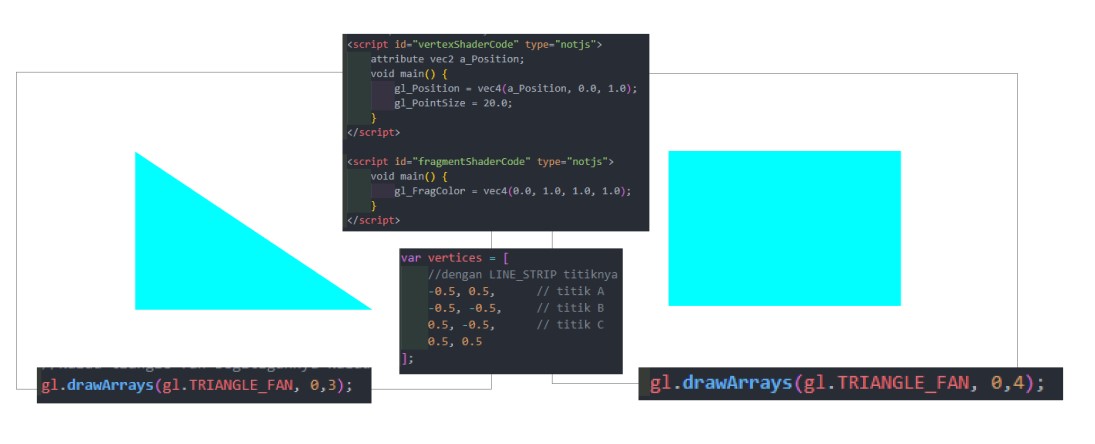 <script id="vertexShaderCode" type="notjs">
attribute vec2 a_Position;
void main() {
gl_Position = vec4(a_Position, 0.0, 1.0);
gl_PointSize = 20.0;
}
</script>
<script id="fragmentShaderCode" type="notjs">
void main() {
gl_FragColor = vec4(0.0, 1.0, 1.0, 1.0);
}
</script>
var vertices = [
//dengan LINE_STRIP titiknya
-0.5, 0.5, // titik A
-0.5, -0.5, // titik B
0.5, -0.5, // titik C
0.5, 0.5
];
gl.drawArrays(gl.TRIANGLE_FAN, 0,3);
gl.drawArrays(gl.TRIANGLE_FAN, 0,4);